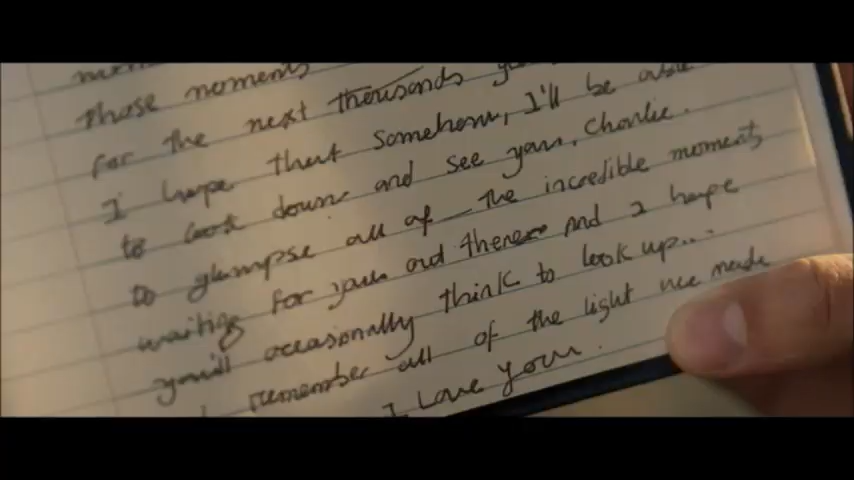 those moments
for the next thousands
I hope that somehow, I'll be able
to look down and see you, Charlie.
to glimpse all of the incredible moments
waiting for you out there and I hope
you'll occasionally think to look up...
remember all of the light we made
I Love you.